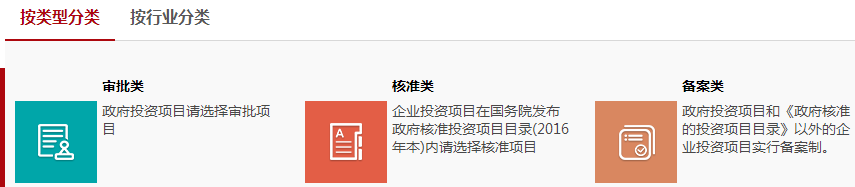 按类型分类
按行业分类
审批类
政府投资项目请选择审批项
目
核准类
企业投资项目在国务院发布
政府核准投资项目目录(2016
年本)内请选择核准项目
A
备案类
政府投资项目和《政府核准
的投资项目目录》以外的企
业投资项目实行备案制。